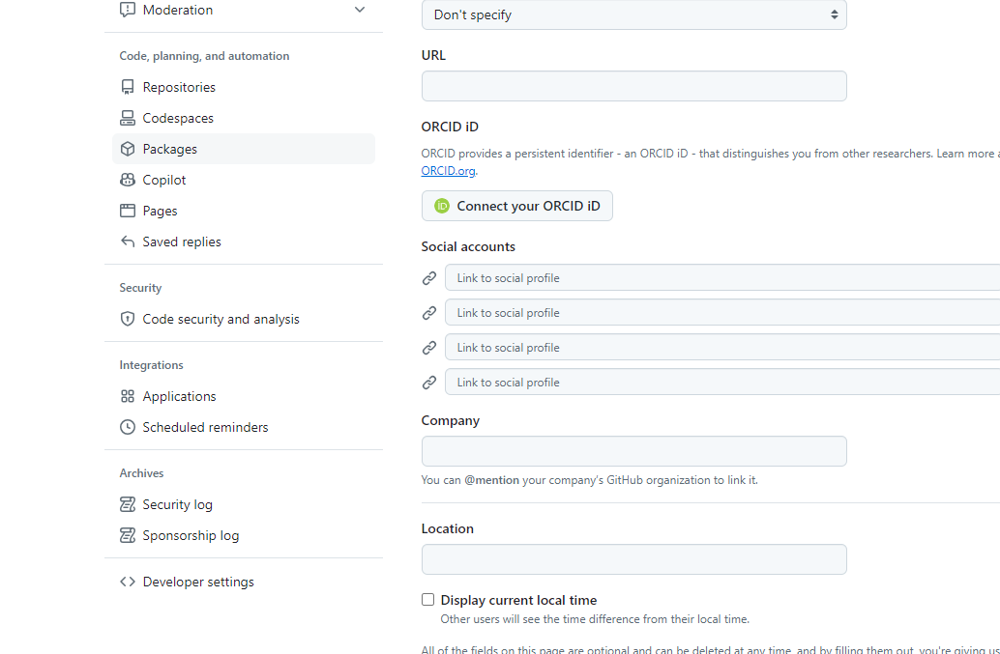 Moderation
Code, planning, and automation
Repositories
Codespaces
Packages
Copilot
Pages
Saved replies
Security
Code security and analysis
Integrations
Applications
Scheduled reminders
Archives
Security log
Sponsorship log
Developer settings
Don't specify
URL
ORCID iD
ORCID provides a persistent identifier - an ORCID iD - that distinguishes you from other researchers. Learn more
ORCID.org.
iD Connect your ORCID iD
Social accounts
Link to social profile
Link to social profile
Link to social profile
Link to social profile
Company
You can @mention your company's GitHub organization to link it.
Location
Display current local time
Other users will see the time difference from their local time.
All of the fields on this page are optional and can be deleted at any time, and by filling them out, you're giving us